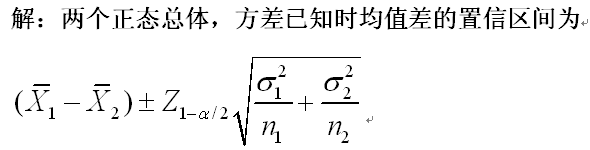 解：两个正态总体，方差已知时均值差的置信区间为
(X̄₁ − X̄₂) ± Z₁₋α/₂ √(σ₁²/n₁ + σ₂²/n₂)